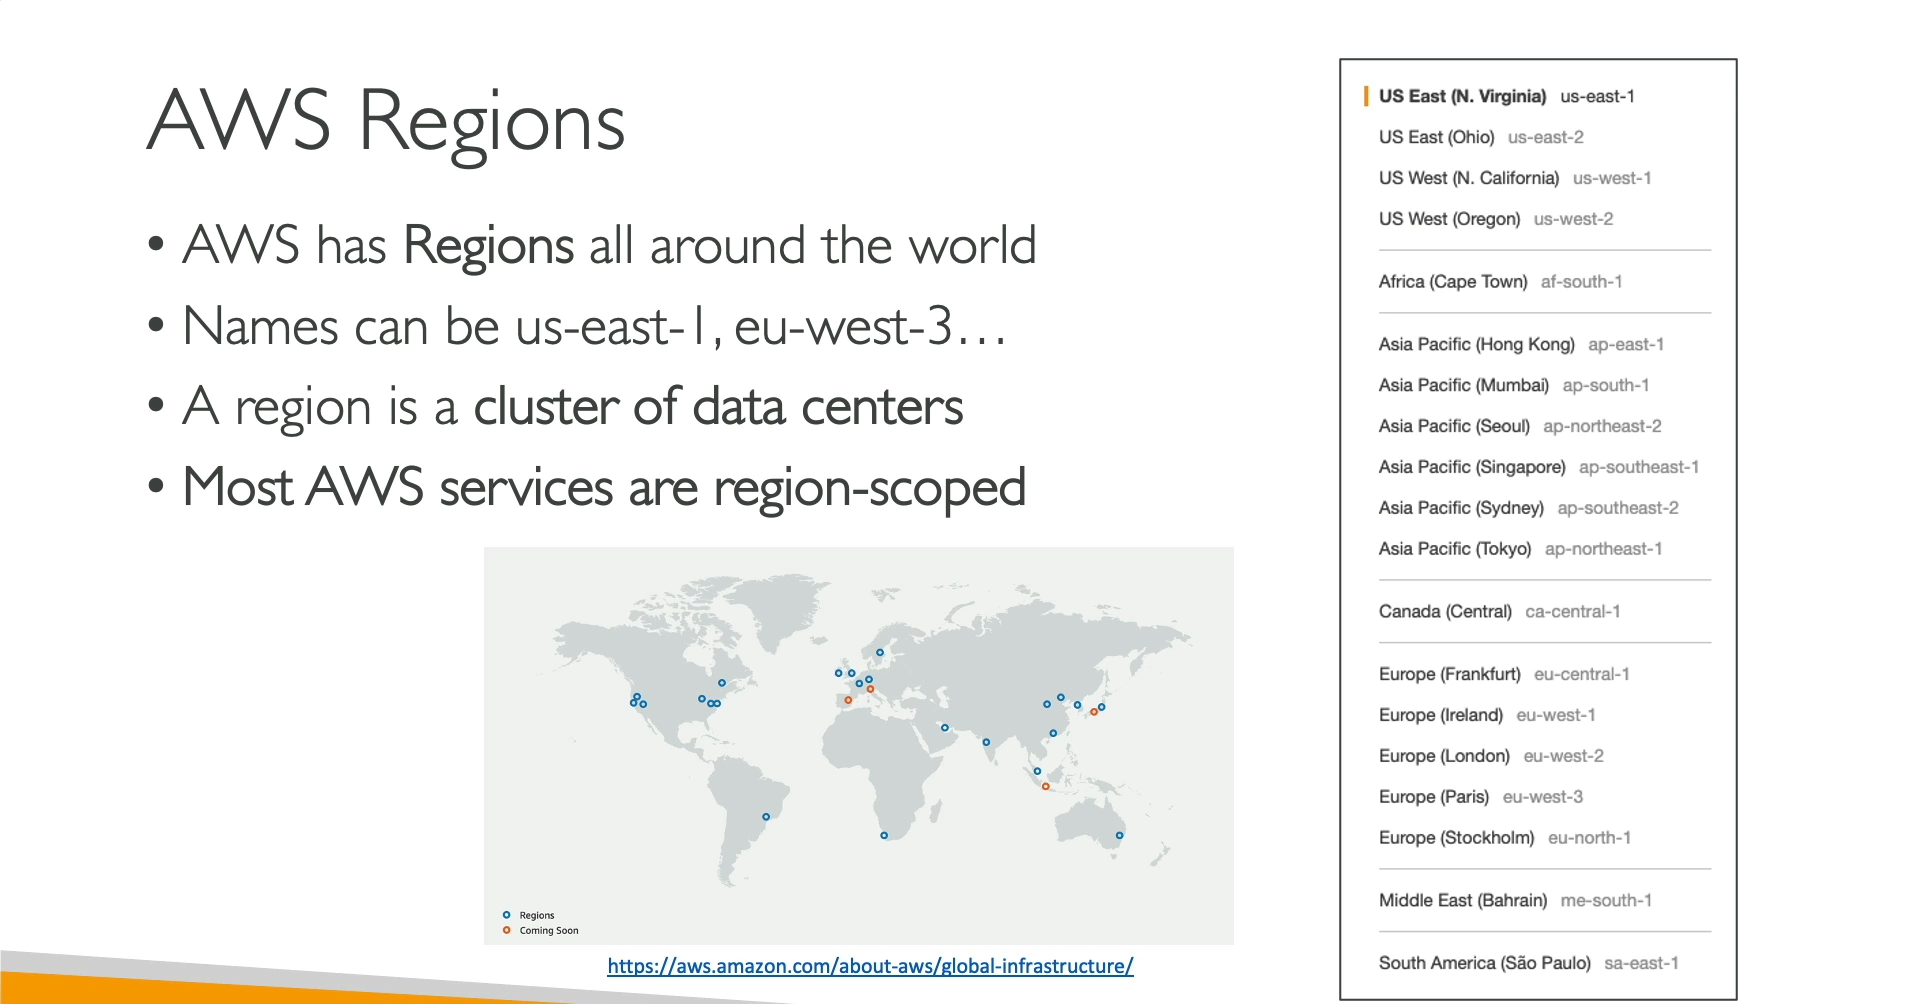 AWS Regions
• AWS has Regions all around the world
• Names can be us-east-1, eu-west-3…
• A region is a cluster of data centers
• Most AWS services are region-scoped
Regions
Coming Soon
https://aws.amazon.com/about-aws/global-infrastructure/
US East (N. Virginia) us-east-1
US East (Ohio) us-east-2
US West (N. California) us-west-1
US West (Oregon) us-west-2
Africa (Cape Town) af-south-1
Asia Pacific (Hong Kong) ap-east-1
Asia Pacific (Mumbai) ap-south-1
Asia Pacific (Seoul) ap-northeast-2
Asia Pacific (Singapore) ap-southeast-1
Asia Pacific (Sydney) ap-southeast-2
Asia Pacific (Tokyo) ap-northeast-1
Canada (Central) ca-central-1
Europe (Frankfurt) eu-central-1
Europe (Ireland) eu-west-1
Europe (London) eu-west-2
Europe (Paris) eu-west-3
Europe (Stockholm) eu-north-1
Middle East (Bahrain) me-south-1
South America (São Paulo) sa-east-1